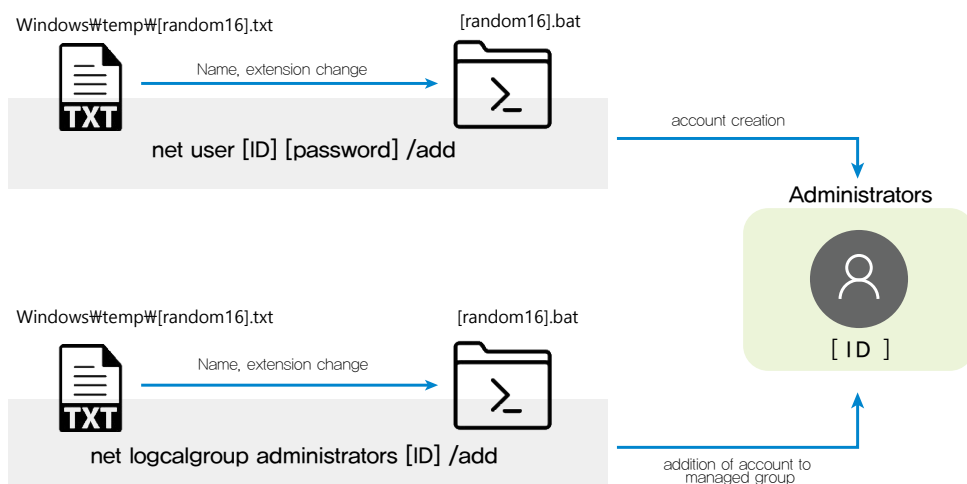 Windows₩temp₩[random16].txt
[random16].bat
Name, extension change
TXT
net user [ID] [password] /add
account creation
Administrators
[ ID ]
Windows₩temp₩[random16].txt
[random16].bat
Name, extension change
TXT
net logcalgroup administrators [ID] /add
addition of account to
managed group